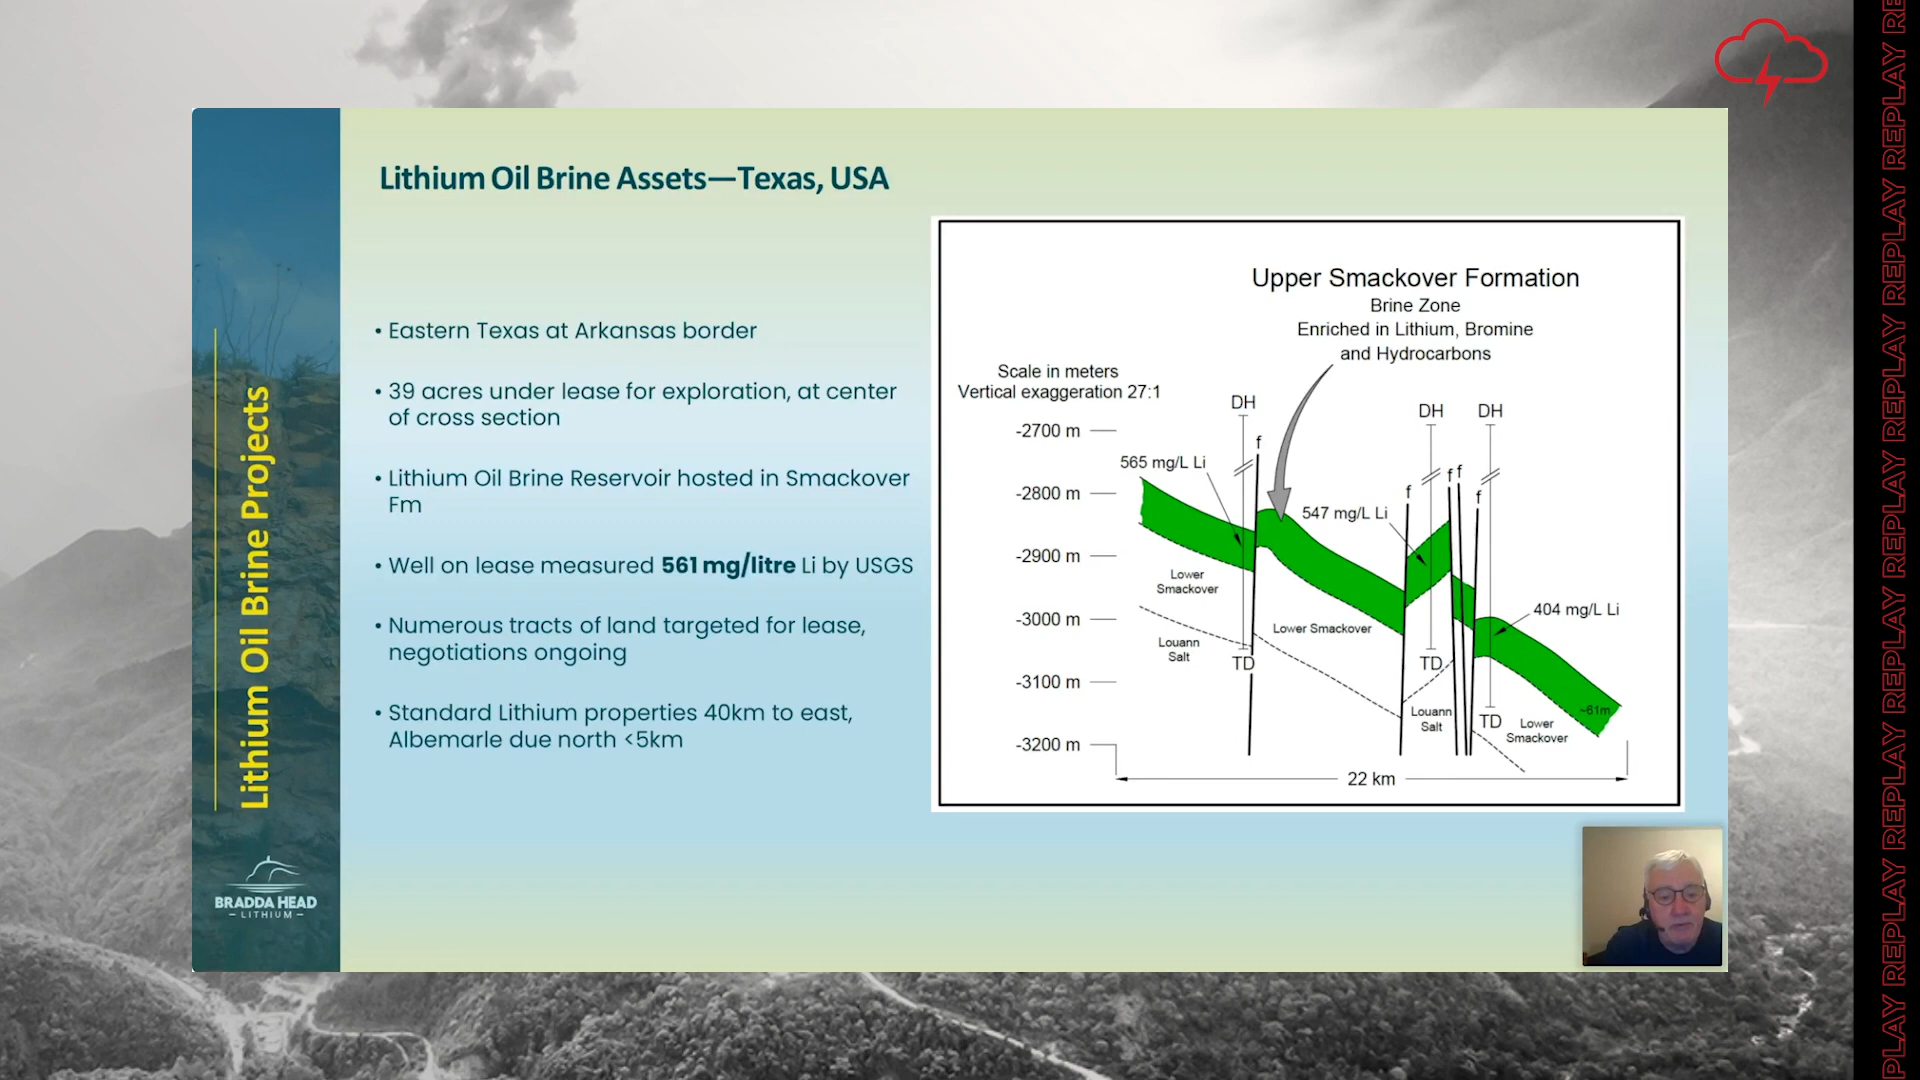 Lithium Oil Brine Assets—Texas, USA
Lithium Oil Brine Projects
BRADDA HEAD
– LITHIUM –
• Eastern Texas at Arkansas border
• 39 acres under lease for exploration, at center
of cross section
• Lithium Oil Brine Reservoir hosted in Smackover
Fm
• Well on lease measured 561 mg/litre Li by USGS
• Numerous tracts of land targeted for lease,
negotiations ongoing
• Standard Lithium properties 40km to east,
Albemarle due north <5km
Upper Smackover Formation
Brine Zone
Enriched in Lithium, Bromine
and Hydrocarbons
Scale in meters
Vertical exaggeration 27:1
DH
DH
DH
-2700 m
f
565 mg/L Li
f
f
-2800 m
f
f
547 mg/L Li
-2900 m
Lower
Smackover
404 mg/L Li
-3000 m
Lower Smackover
Louann
Salt
TD
TD
-3100 m
~61m
Louann
Salt
TD
Lower
Smackover
-3200 m
22 km
REPLAY REPLAY REPLAY REPLAY REPLAY REPLAY REPLAY REPLAY REPLAY REPLAY REPLAY